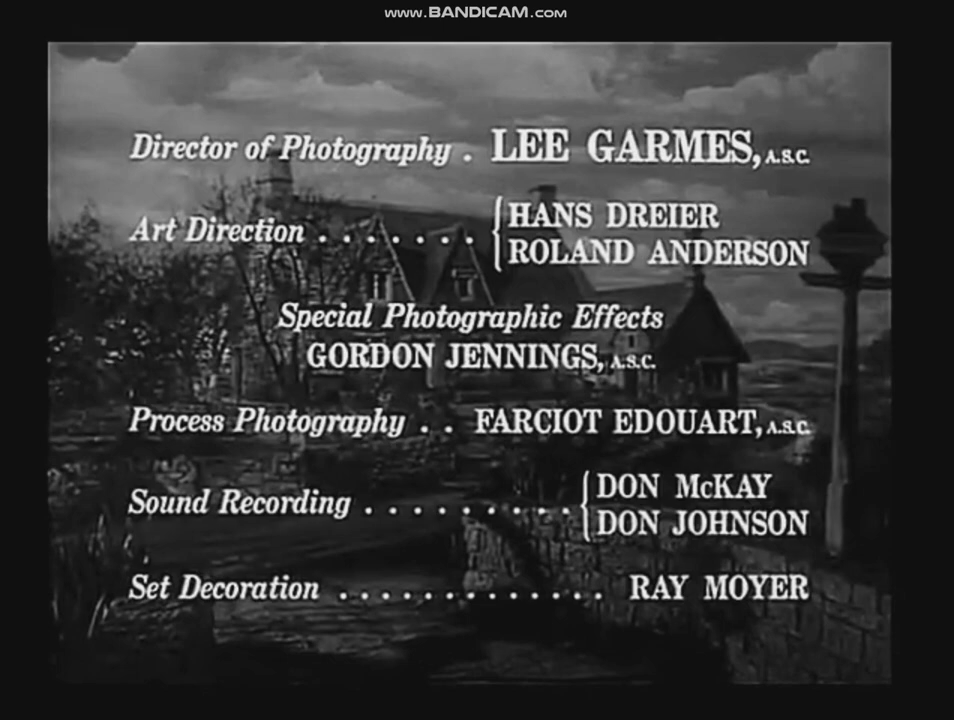 www.BANDICAM.com
Director of Photography . LEE GARMES, A.S.C.
Art Direction . . . . . . . HANS DREIER
ROLAND ANDERSON
Special Photographic Effects
GORDON JENNINGS, A.S.C.
Process Photography . . FARCIOT EDOUART, A.S.C.
Sound Recording . . . . . . . . . DON McKAY
DON JOHNSON
Set Decoration . . . . . . . . . . . . . RAY MOYER